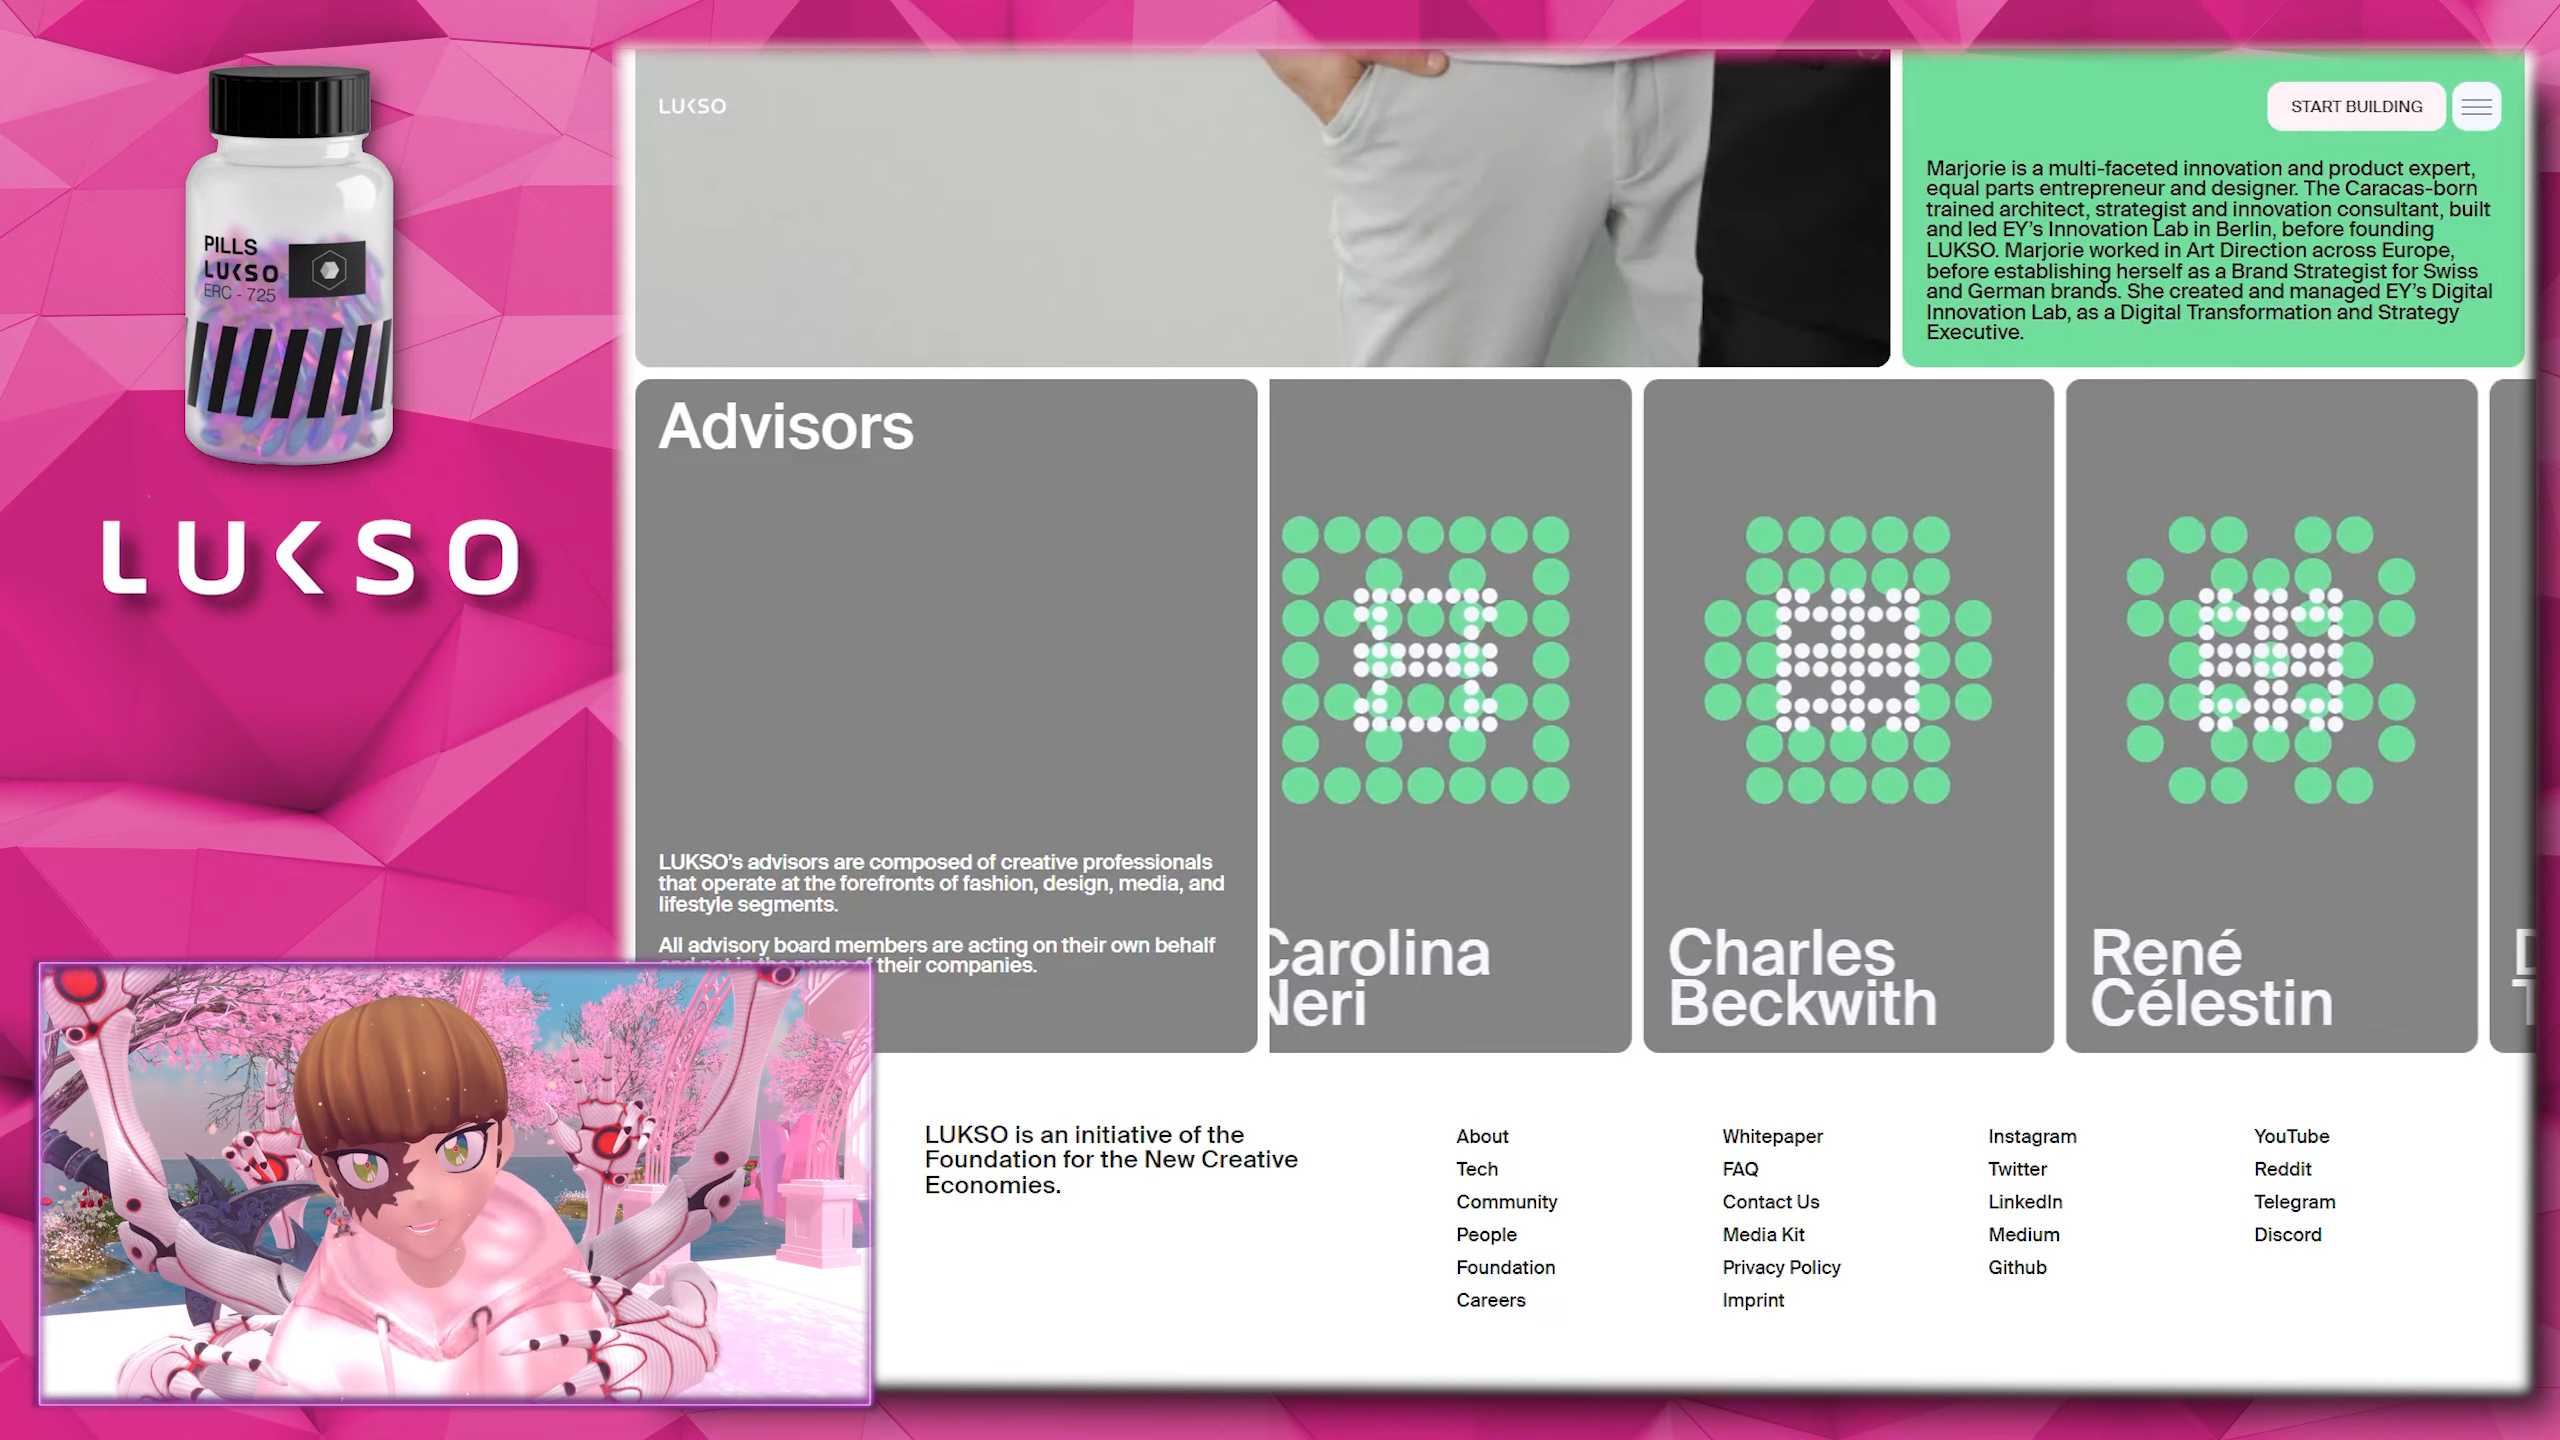 PILLS
LUKSO
ERC - 725
LUKSO
LUKSO
START BUILDING
Marjorie is a multi-faceted innovation and product expert,
equal parts entrepreneur and designer. The Caracas-born
trained architect, strategist and innovation consultant, built
and led EY's Innovation Lab in Berlin, before founding
LUKSO. Marjorie worked in Art Direction across Europe,
before establishing herself as a Brand Strategist for Swiss
and German brands. She created and managed EY's Digital
Innovation Lab, as a Digital Transformation and Strategy
Executive.
Advisors
LUKSO's advisors are composed of creative professionals
that operate at the forefronts of fashion, design, media, and
lifestyle segments.
All advisory board members are acting on their own behalf
their companies.
Carolina
Neri
Charles
Beckwith
René
Célestin
LUKSO is an initiative of the
Foundation for the New Creative
Economies.
About
Tech
Community
People
Foundation
Careers
Whitepaper
FAQ
Contact Us
Media Kit
Privacy Policy
Imprint
Instagram
Twitter
LinkedIn
Medium
Github
YouTube
Reddit
Telegram
Discord